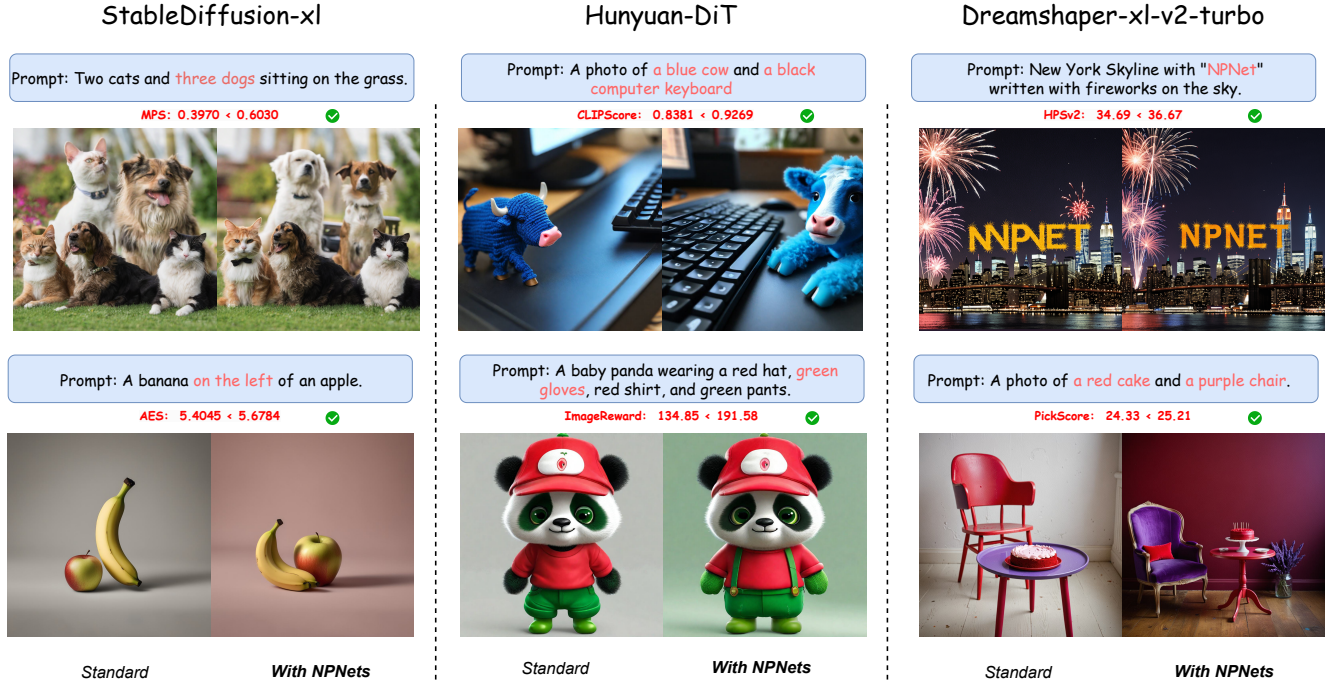 StableDiffusion-xl
Hunyuan-DiT
Dreamshaper-xl-v2-turbo
Prompt: Two cats and three dogs sitting on the grass.
MPS: 0.3970 < 0.6030
Prompt: A photo of a blue cow and a black
computer keyboard
CLIPScore: 0.8381 < 0.9269
Prompt: New York Skyline with "NPNet"
written with fireworks on the sky.
HPSv2: 34.69 < 36.67
NNPNET
NPNET
Prompt: A banana on the left of an apple.
AES: 5.4045 < 5.6784
Prompt: A baby panda wearing a red hat, green
gloves, red shirt, and green pants.
ImageReward: 134.85 < 191.58
Prompt: A photo of a red cake and a purple chair.
PickScore: 24.33 < 25.21
Standard
With NPNets
Standard
With NPNets
Standard
With NPNets